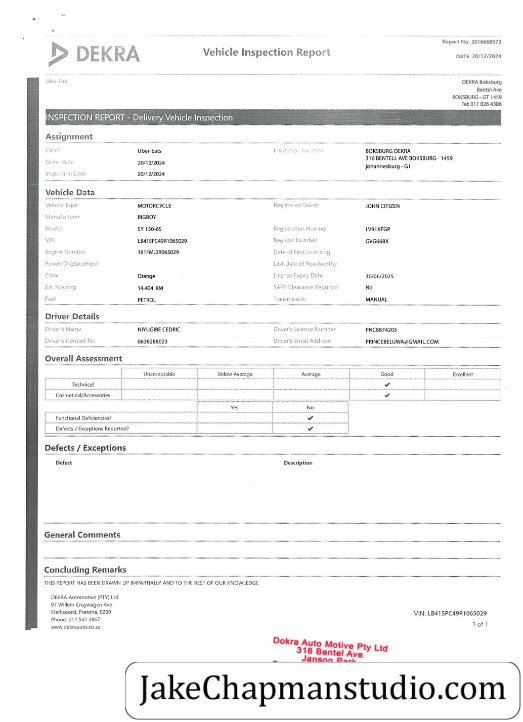 Report No: 2016668572
DEKRA
Vehicle Inspection Report
DATE 20/12/2024
Uber-Eats
DEKRA Boksburg
Bentel Ave
BOKSBURG - GT 1459
Tel: 011 826 4386
INSPECTION REPORT - Delivery Vehicle Inspection
Assignment
Client Uber-Eats Inspection Location BOKSBURG DEKRA
316 BENTELL AVE BOKSBURG - 1459
Order Date 20/12/2024 Johannesburg - GT
Inspection Date 20/12/2024
Vehicle Data
Vehicle Type MOTORCYCLE Registered Owner JOHN CITIZEN
Manufacturer BIGBOY
Model SY 150-6S Registration Number LV91XFGP
VIN LB415PC49R1065029 Register Number GVG668X
Engine Number 161FMJ2R065029 Date of First Licensing
Power/Displacement Last Date of Roadworthy
Color Orange License Expiry Date 30/06/2025
KM Reading 14.404 KM SAPS Clearance Required No
Fuel PETROL Transmission MANUAL
Driver Details
Driver's Name NIYUGIRE CEDRIC Driver's License Number PNC8874203
Driver's Contact No 0638288023 Driver's Email Address PRINCEBELUWA@GMAIL.COM
Overall Assessment
Unacceptable Below Average Average Good Excellent
Technical ✔
Cosmetical/Accessories ✔
Yes No
Functional Deficiencies? ✔
Defects / Exceptions Reported? ✔
Defects / Exceptions
Defect Description
General Comments
Concluding Remarks
THIS REPORT HAS BEEN DRAWN UP IMPARTIALLY AND TO THE BEST OF OUR KNOWLEDGE
DEKRA Automotive (PTY) Ltd
97 Willem Cruywagen Ave
Klerksoord, Pretoria, 0200
Phone: 012 542 4867
www.dekraauto.co.za
VIN: LB415PC49R1065029
1 of 1
Dokra Auto Motive Pty Ltd
316 Bentel Ave
Janson Park
JakeChapmanstudio.com